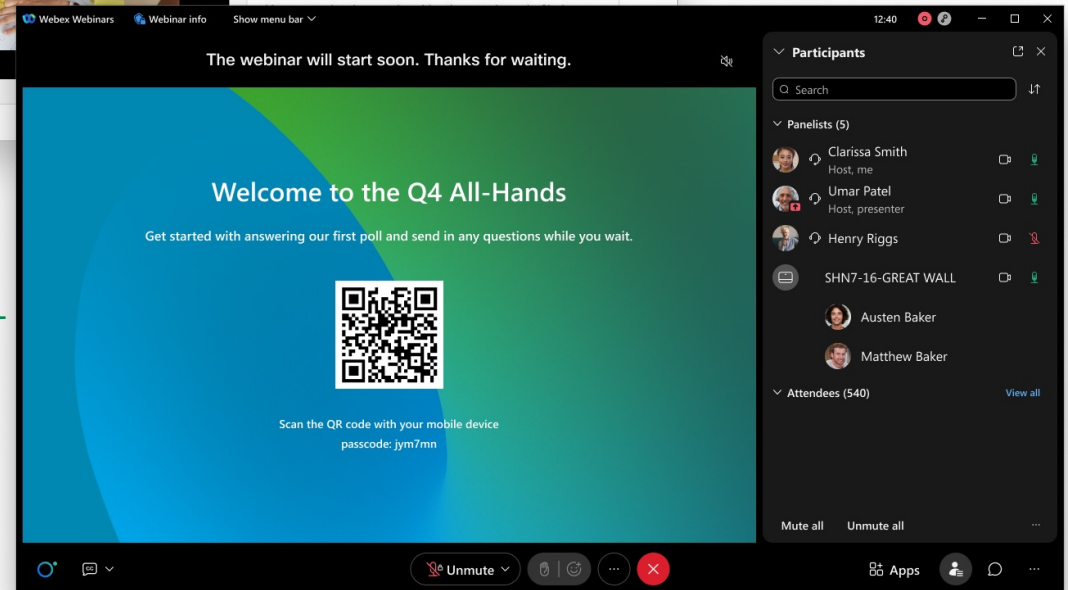 Webex Webinars
Webinar info
Show menu bar
12:40
The webinar will start soon. Thanks for waiting.
Welcome to the Q4 All-Hands
Get started with answering our first poll and send in any questions while you wait.
Scan the QR code with your mobile device
passcode: jym7mn
Participants
Search
Panelists (5)
Clarissa Smith
Host, me
Umar Patel
Host, presenter
Henry Riggs
SHN7-16-GREAT WALL
Austen Baker
Matthew Baker
Attendees (540)
View all
Mute all
Unmute all
CC
Unmute
Apps